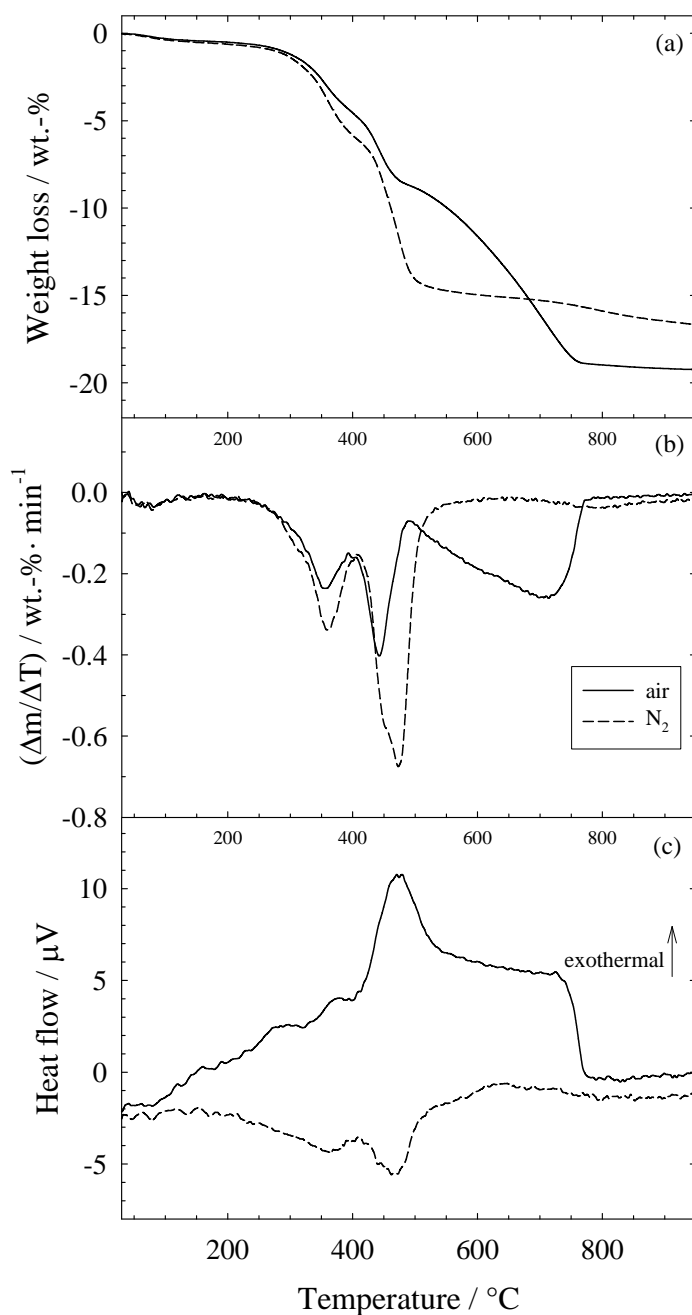 (a)
0
-5
-10
-15
-20
Weight loss / wt.-%
200 400 600 800
(b)
0.0
-0.2
-0.4
-0.6
-0.8
(Δm/ΔT) / wt.-%· min⁻¹
air
N₂
200 400 600 800
(c)
10
5
0
-5
Heat flow / µV
exothermal
200 400 600 800
Temperature / °C